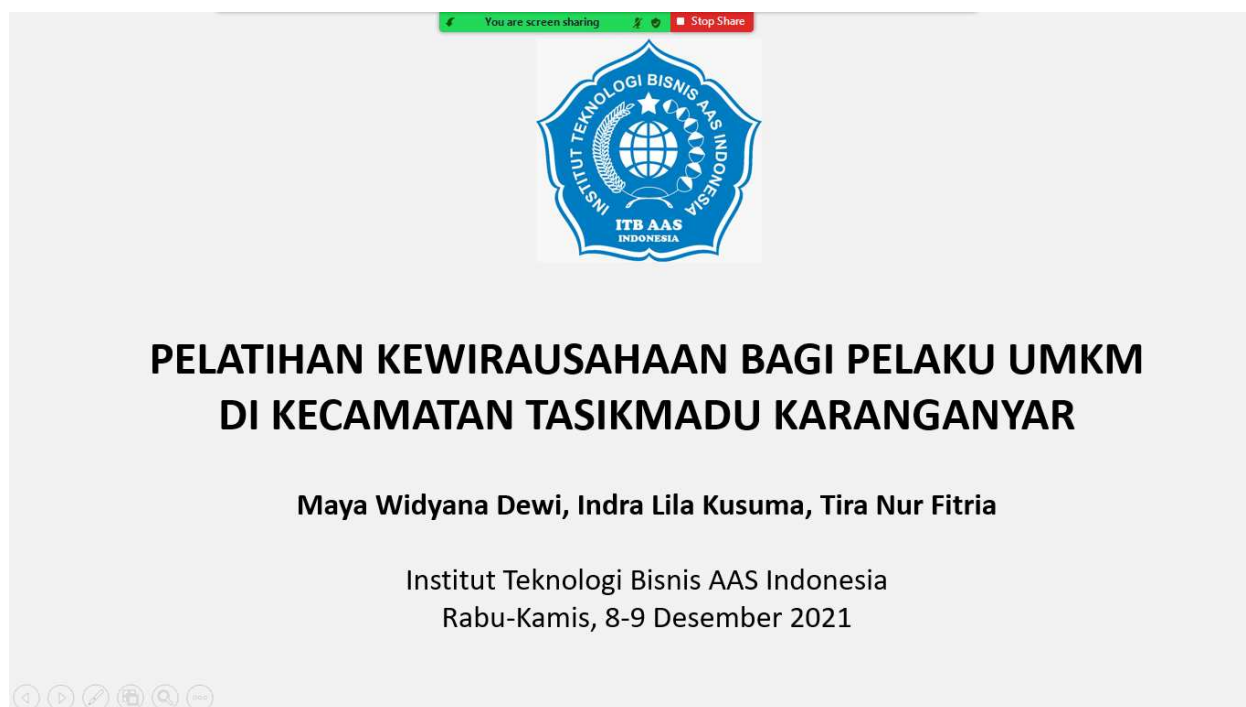 You are screen sharing
Stop Share
INSTITUT TEKNOLOGI BISNIS AAS INDONESIA
ITB AAS
INDONESIA
PELATIHAN KEWIRAUSAHAAN BAGI PELAKU UMKM
DI KECAMATAN TASIKMADU KARANGANYAR
Maya Widyana Dewi, Indra Lila Kusuma, Tira Nur Fitria
Institut Teknologi Bisnis AAS Indonesia
Rabu-Kamis, 8-9 Desember 2021